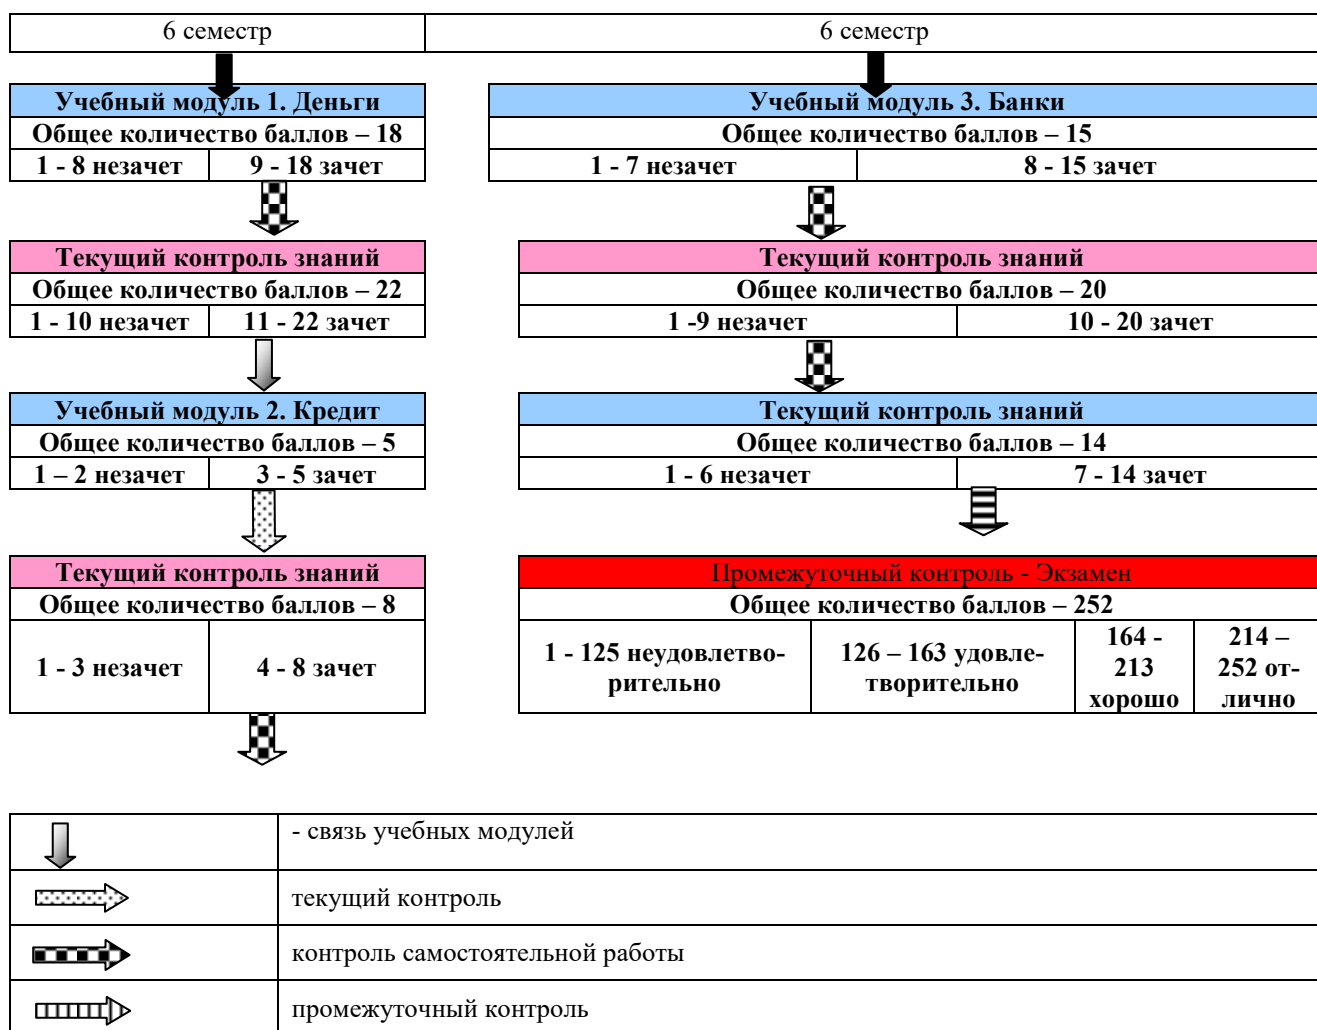 6 семестр
6 семестр
Учебный модуль 1. Деньги
Общее количество баллов – 18
1 - 8 незачет
9 - 18 зачет
Текущий контроль знаний
Общее количество баллов – 22
1 - 10 незачет
11 - 22 зачет
Учебный модуль 2. Кредит
Общее количество баллов – 5
1 – 2 незачет
3 - 5 зачет
Текущий контроль знаний
Общее количество баллов – 8
1 - 3 незачет
4 - 8 зачет
Учебный модуль 3. Банки
Общее количество баллов – 15
1 - 7 незачет
8 - 15 зачет
Текущий контроль знаний
Общее количество баллов – 20
1 -9 незачет
10 - 20 зачет
Текущий контроль знаний
Общее количество баллов – 14
1 - 6 незачет
7 - 14 зачет
Промежуточный контроль - Экзамен
Общее количество баллов – 252
1 - 125 неудовлетво-
рительно
126 – 163 удовле-
творительно
164 -
213
хорошо
214 –
252 от-
лично
- связь учебных модулей
текущий контроль
контроль самостоятельной работы
промежуточный контроль